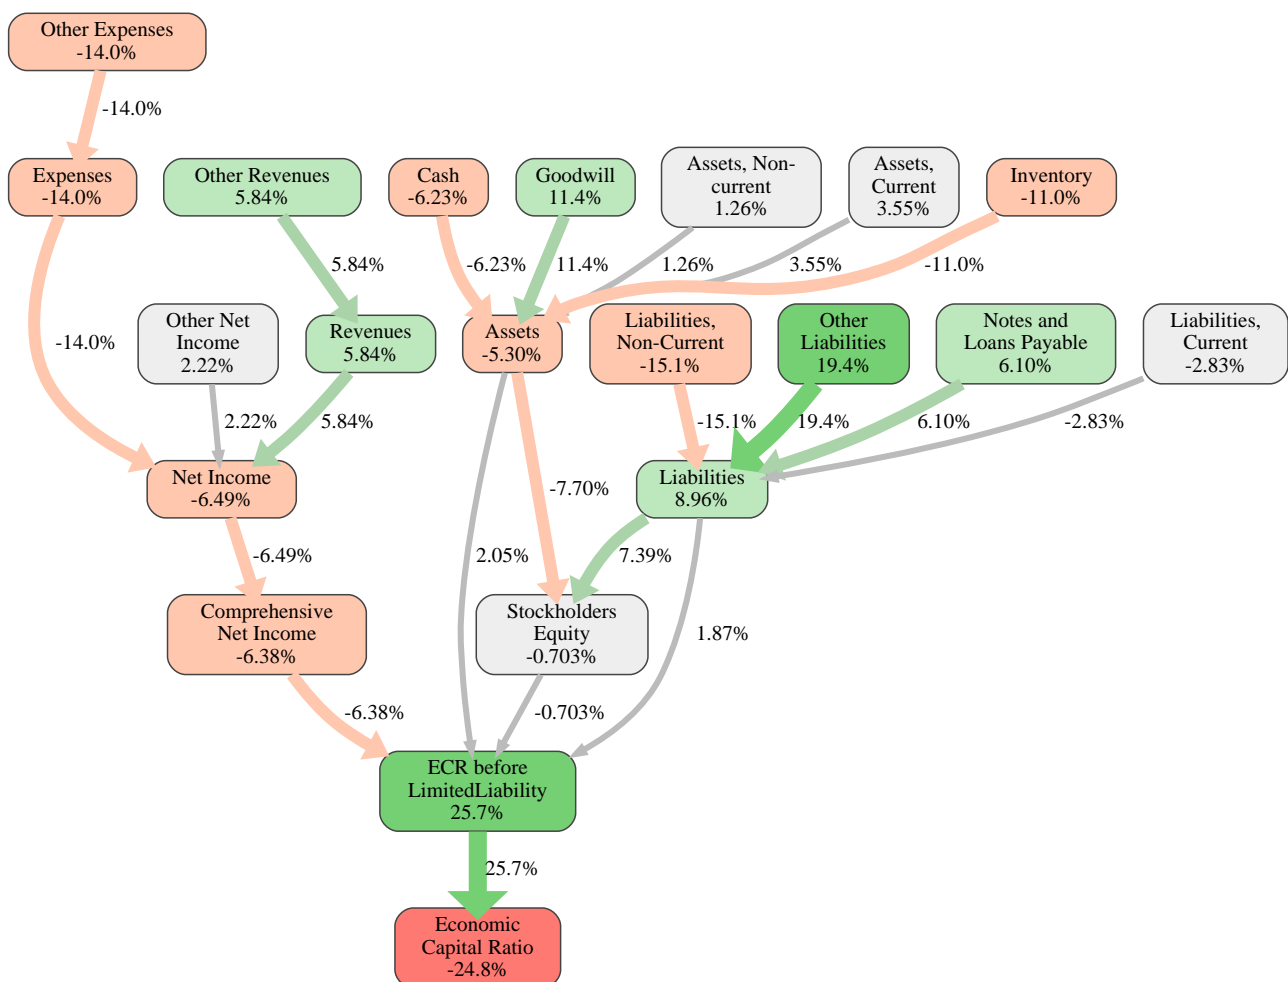 Other Expenses
-14.0%
-14.0%
Expenses
-14.0%
Other Revenues
5.84%
Cash
-6.23%
Goodwill
11.4%
Assets, Non-
current
1.26%
Assets,
Current
3.55%
Inventory
-11.0%
5.84%
-6.23%
11.4%
1.26%
3.55%
-11.0%
-14.0%
Other Net
Income
2.22%
Revenues
5.84%
Assets
-5.30%
Liabilities,
Non-Current
-15.1%
Other
Liabilities
19.4%
Notes and
Loans Payable
6.10%
Liabilities,
Current
-2.83%
2.22%
5.84%
-15.1%
19.4%
6.10%
-2.83%
Net Income
-6.49%
-7.70%
Liabilities
8.96%
-6.49%
2.05%
7.39%
Comprehensive
Net Income
-6.38%
Stockholders
Equity
-0.703%
1.87%
-6.38%
-0.703%
ECR before
LimitedLiability
25.7%
25.7%
Economic
Capital Ratio
-24.8%